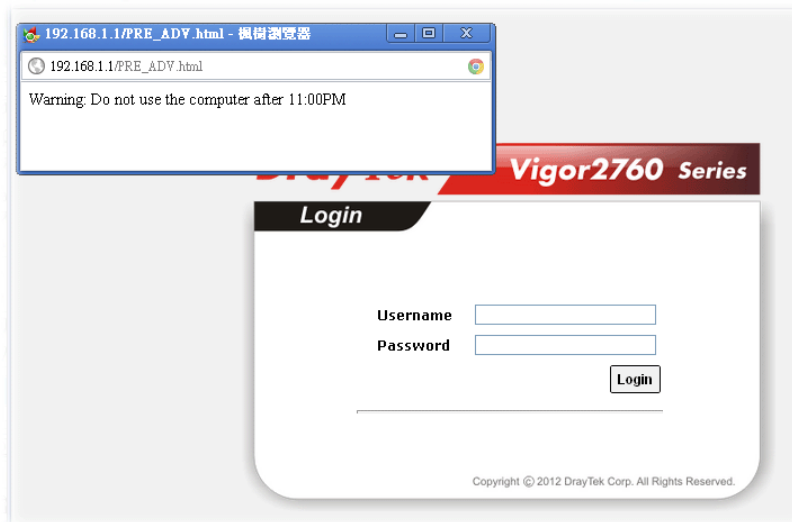 192.168.1.1/PRE_ADV.html - 楓樹瀏覽器
192.168.1.1/PRE_ADV.html
Warning: Do not use the computer after 11:00PM
DrayTek Vigor2760 Series
Login
Username
Password
Login
Copyright © 2012 DrayTek Corp. All Rights Reserved.